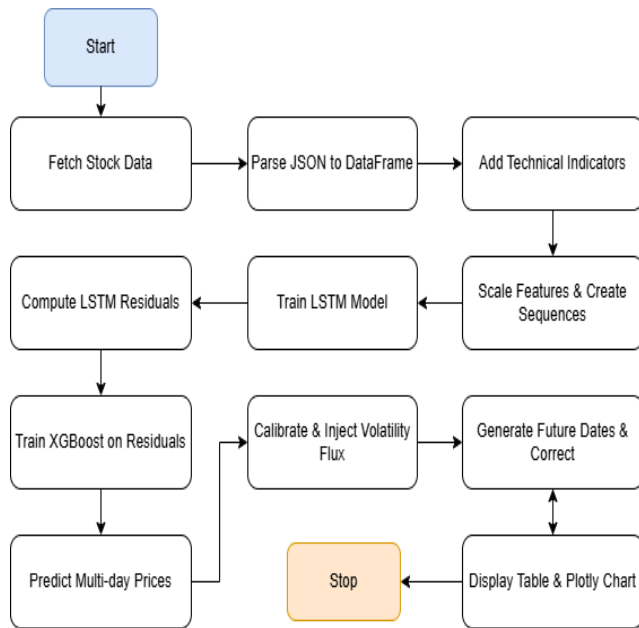 Start
Fetch Stock Data
Parse JSON to DataFrame
Add Technical Indicators
Scale Features & Create
Sequences
Train LSTM Model
Compute LSTM Residuals
Train XGBoost on Residuals
Predict Multi-day Prices
Calibrate & Inject Volatility
Flux
Generate Future Dates &
Correct
Display Table & Plotly Chart
Stop